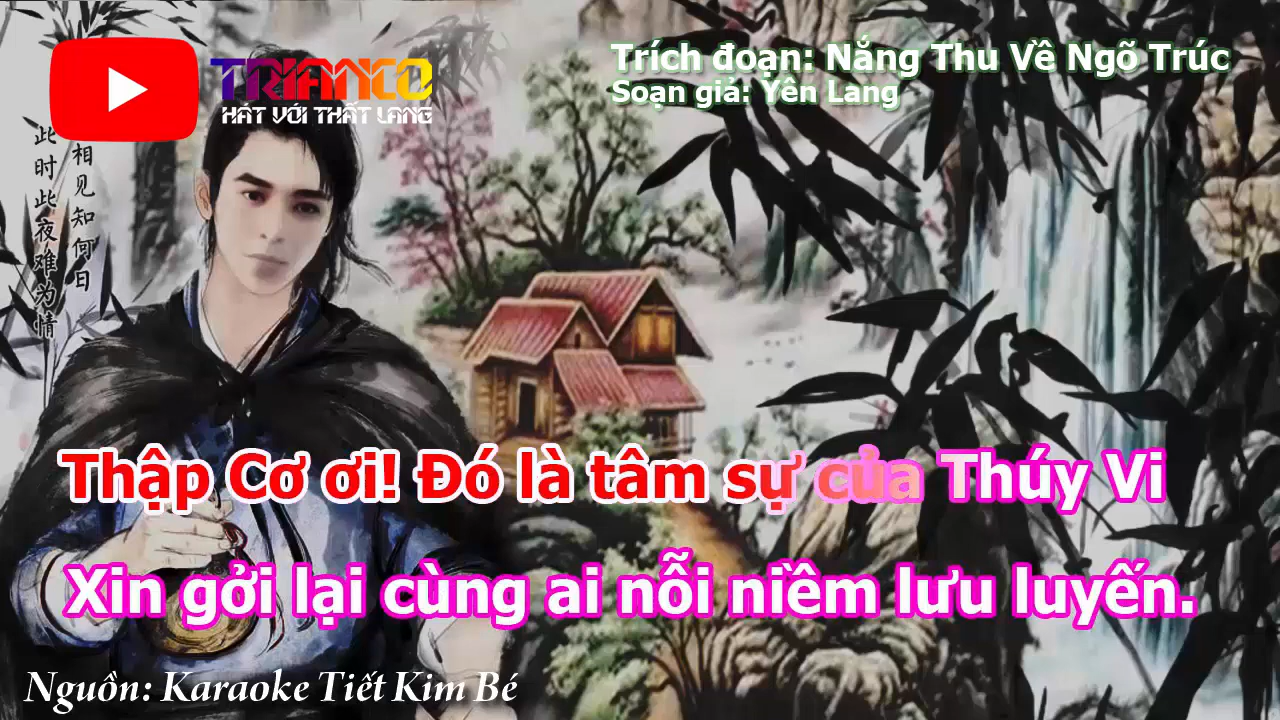 TRIANCO
HÁT VỚI THẤT LANG
Trích đoạn: Nắng Thu Về Ngõ Trúc
Soạn giả: Yên Lang
相见知何日
此时此夜难为情
Thập Cơ ơi! Đó là tâm sự của Thúy Vi
Xin gởi lại cùng ai nỗi niềm lưu luyến.
Nguồn: Karaoke Tiết Kim Bé